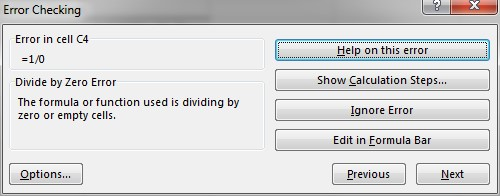 Error Checking
Error in cell C4
=1/0
Divide by Zero Error
The formula or function used is dividing by
zero or empty cells.
Help on this error
Show Calculation Steps...
Ignore Error
Edit in Formula Bar
Options...
Previous
Next